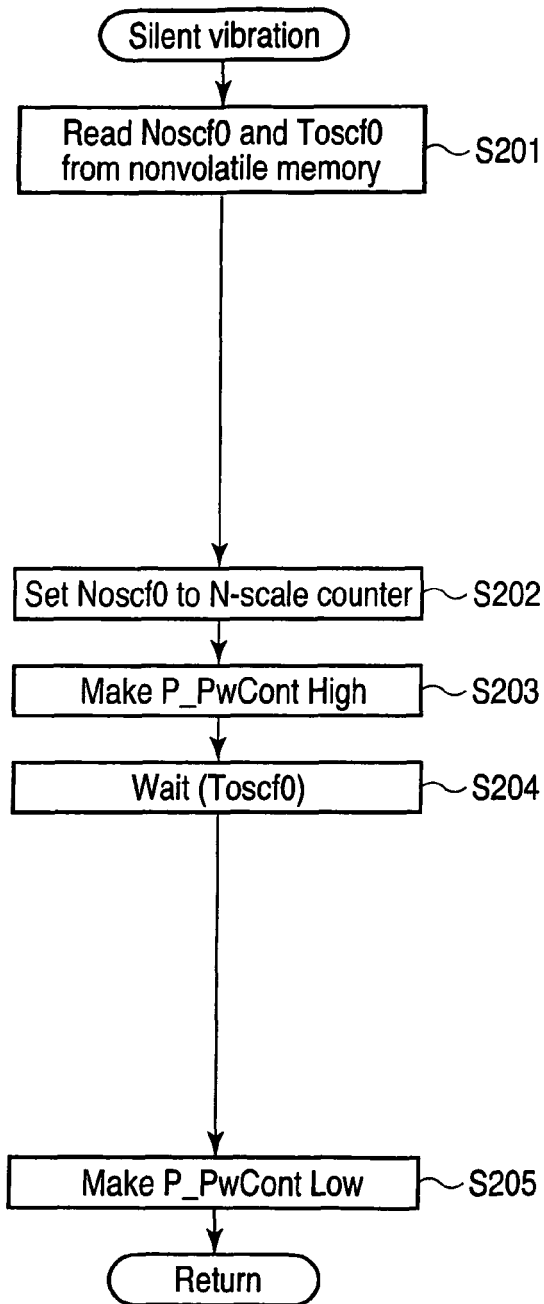 Silent vibration
Read Noscf0 and Toscf0
from nonvolatile memory
S201
Set Noscf0 to N-scale counter
S202
Make P_PwCont High
S203
Wait (Toscf0)
S204
Make P_PwCont Low
S205
Return